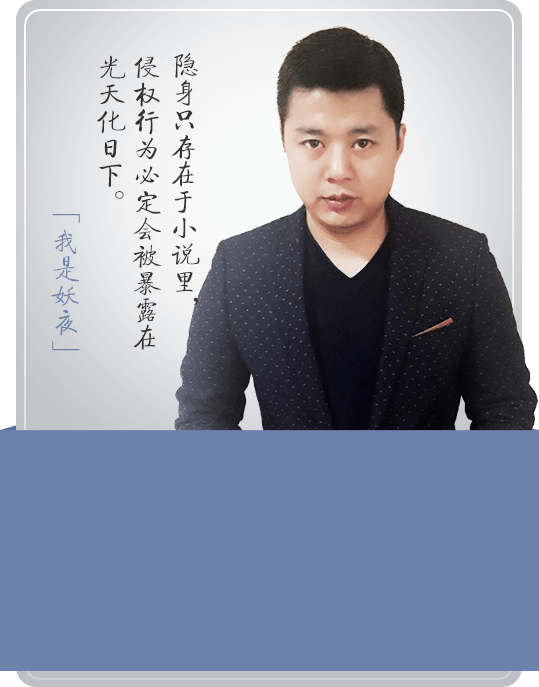 隐身只存在于小说里，
侵权行为必定会被暴露在
光天化日下。
「我是妖夜」